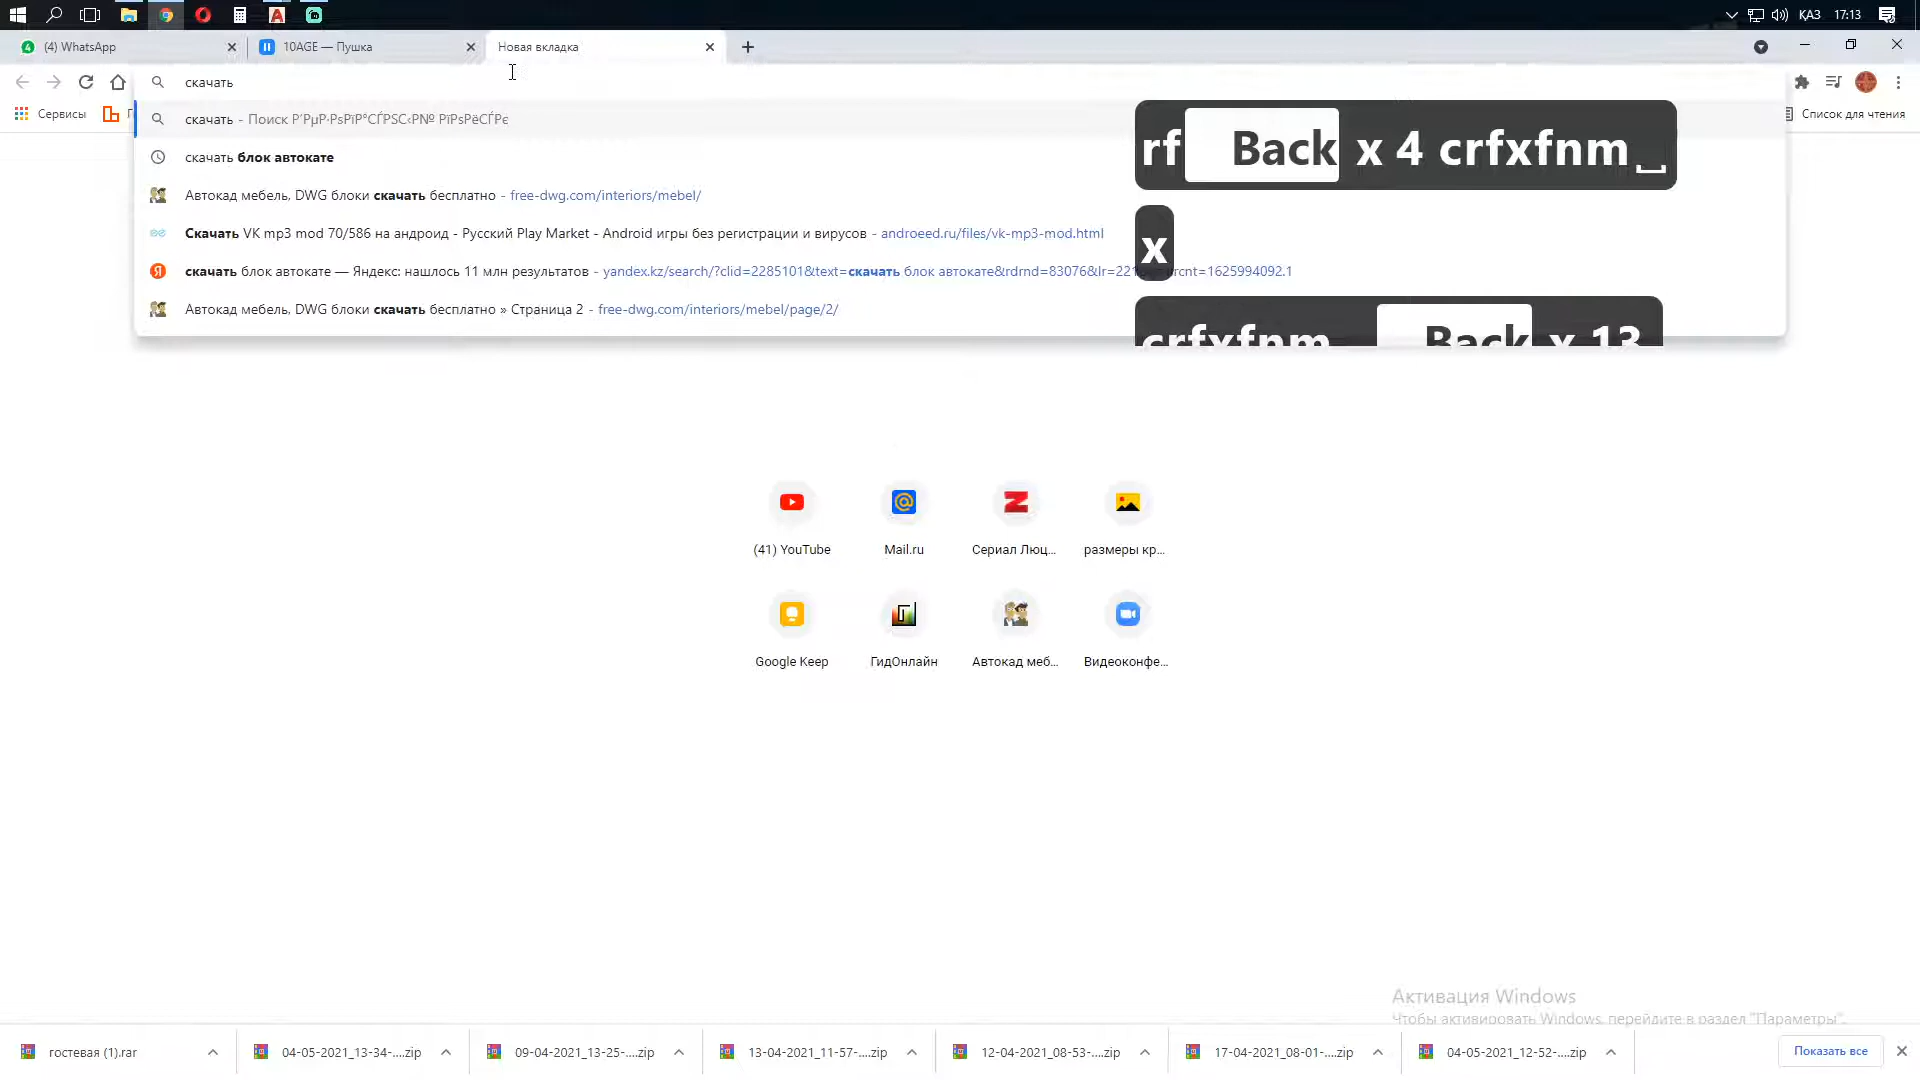 ҚАЗ 17:13
(4) WhatsApp
10AGE — Пушка
Новая вкладка
скачать
Сервисы
Список для чтения
скачать - Поиск Р’РµР·РѕРїР°СЃРЅС‹Р№ РїРѕРёСЃРє
скачать блок автокате
Автокад мебель, DWG блоки скачать бесплатно - free-dwg.com/interiors/mebel/
Скачать VK mp3 mod 70/586 на андроид - Русский Play Market - Android игры без регистрации и вирусов - androeed.ru/files/vk-mp3-mod.html
скачать блок автокате — Яндекс: нашлось 11 млн результатов - yandex.kz/search/?clid=2285101&text=скачать блок автокате&rdrnd=83076&lr=221
rcnt=1625994092.1
Автокад мебель, DWG блоки скачать бесплатно » Страница 2 - free-dwg.com/interiors/mebel/page/2/
rf Back x 4 crfxfnm
x
crfxfnm Back x 13
(41) YouTube
Mail.ru
Сериал Люц...
размеры кр...
Google Keep
ГидОнлайн
Автокад меб...
Видеоконфе...
Активация Windows
Чтобы активировать Windows, перейдите в раздел "Параметры".
гостевая (1).rar
04-05-2021_13-34-....zip
09-04-2021_13-25-....zip
13-04-2021_11-57-....zip
12-04-2021_08-53-....zip
17-04-2021_08-01-....zip
04-05-2021_12-52-....zip
Показать все